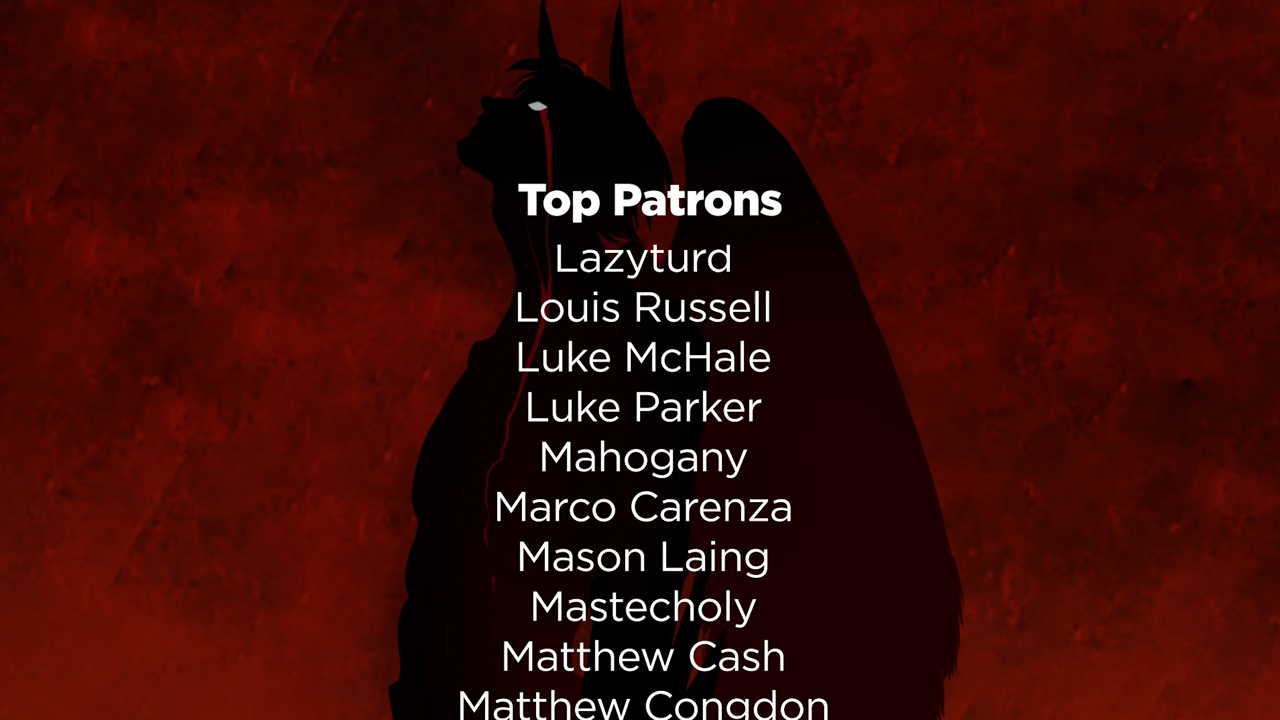 Top Patrons
Lazyturd
Louis Russell
Luke McHale
Luke Parker
Mahogany
Marco Carenza
Mason Laing
Mastecholy
Matthew Cash
Matthew Congdon